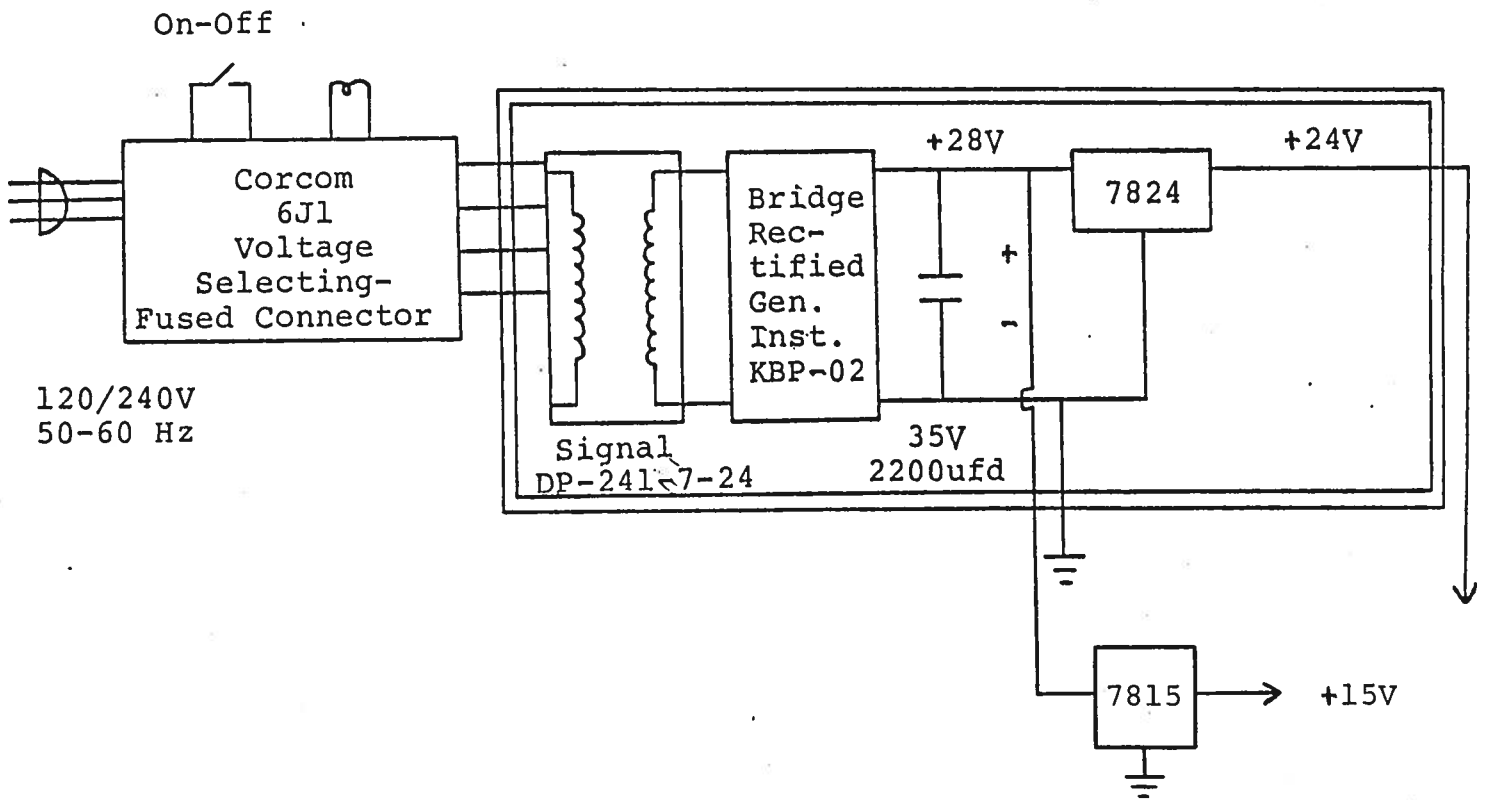 On-Off
Corcom
6J1
Voltage
Selecting-
Fused Connector
120/240V
50-60 Hz
Signal
DP-241-7-24
Bridge
Rec-
tified
Gen.
Inst.
KBP-02
+28V
+
-
35V
2200ufd
7824
+24V
7815
+15V